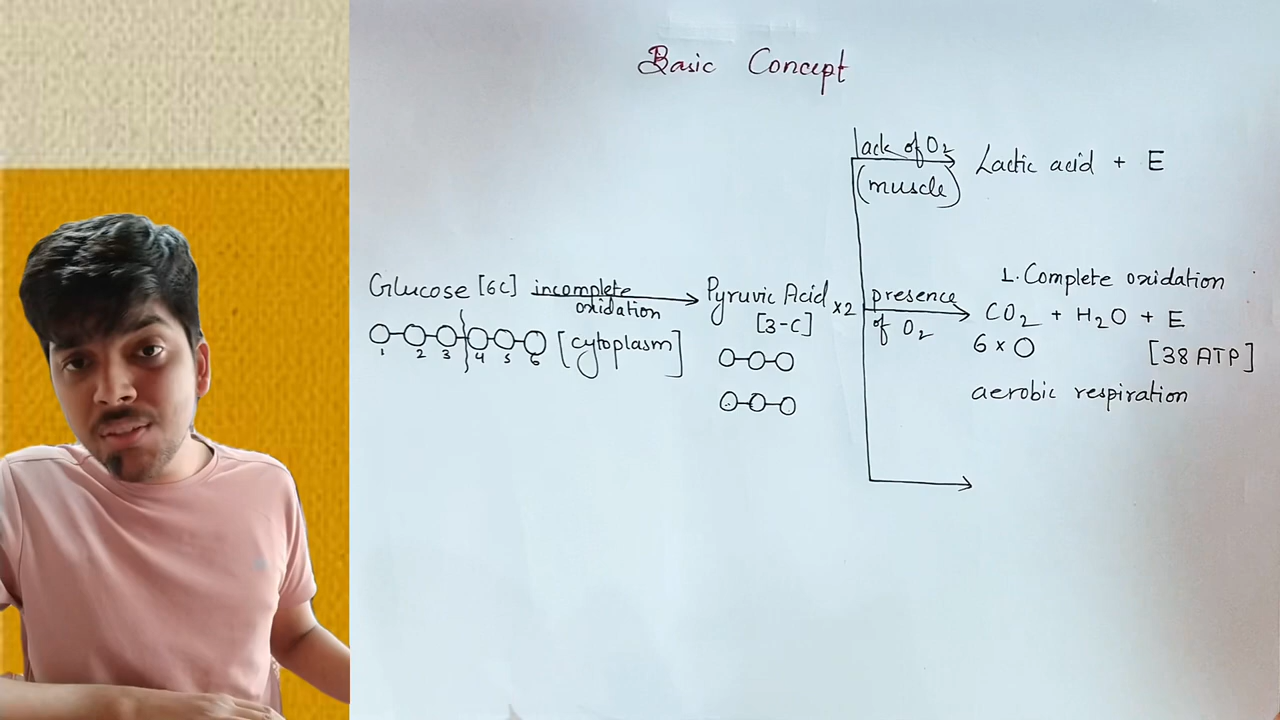 Basic Concept
lack of O2
(muscle)
Lactic acid + E
Glucose [6C]
incomplete
oxidation
[cytoplasm]
1 2 3 4 5 6
Pyruvic Acid x2
[3-C]
presence
of O2
1. Complete oxidation
CO2 + H2O + E
6 x
[38 ATP]
aerobic respiration